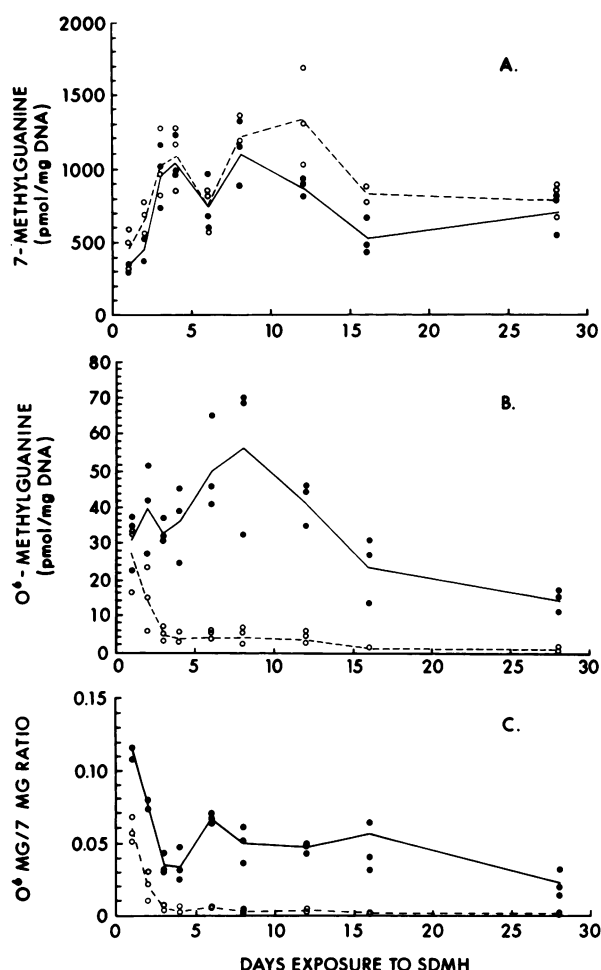 2000
1500
1000
500
0
7-METHYLGUANINE
(pmol/mg DNA)
A.
0 5 10 15 20 25 30
80
70
60
50
40
30
20
10
0
O⁶-METHYLGUANINE
(pmol/mg DNA)
B.
0 5 10 15 20 25 30
0.15
0.10
0.05
0
O⁶ MG/7 MG RATIO
C.
0 5 10 15 20 25 30
DAYS EXPOSURE TO SDMH